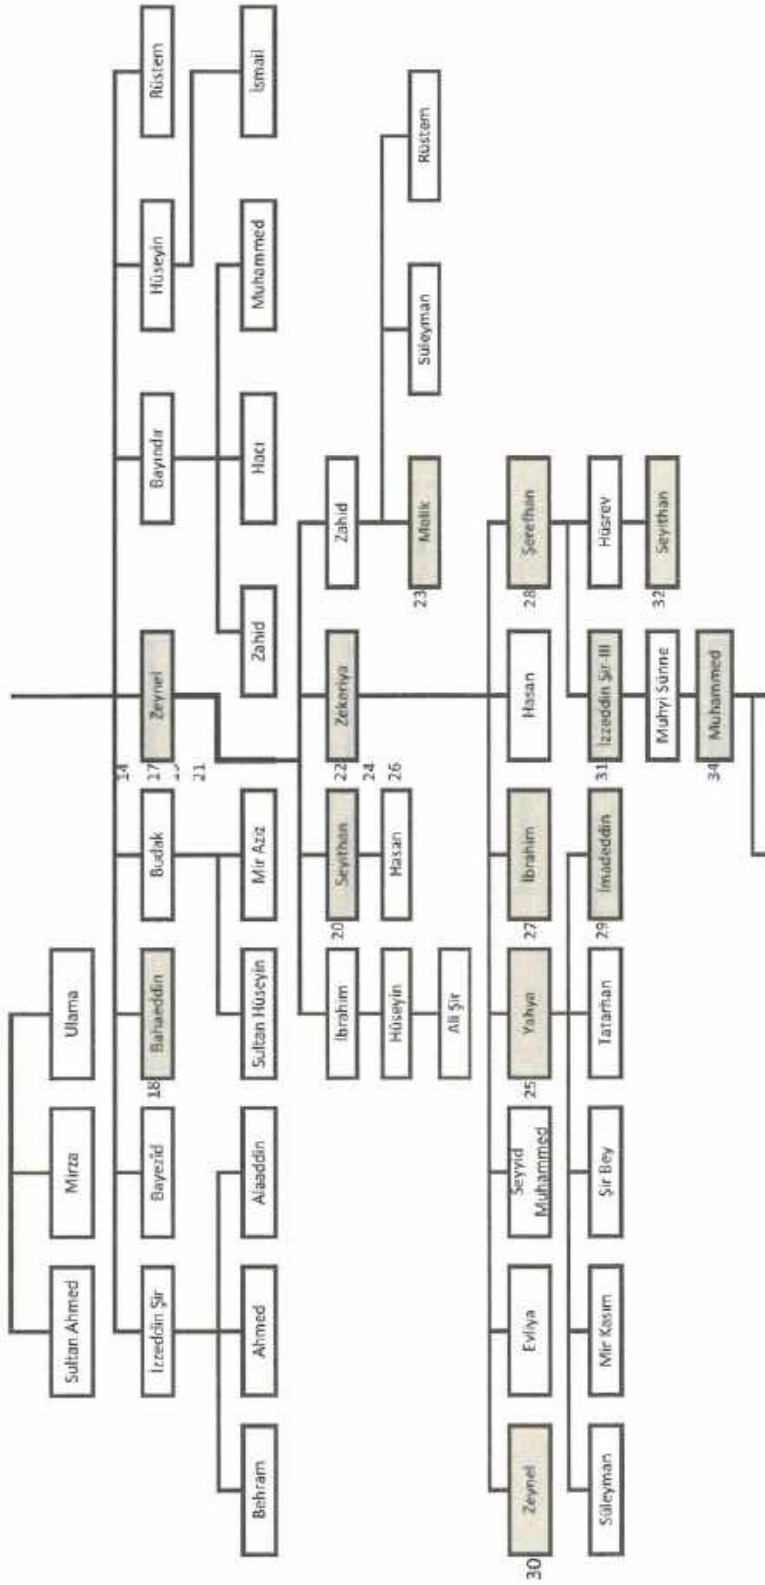 Sultan Ahmed
Mirza
Ulama
Izzeddin Şir
Bayezîd
18
Bahaeddin
Budak
14
17
21
Zeynel
Bayındır
Hüseyin
Rüstem
Behram
Ahmed
Alaaddin
Sultan Hüseyin
Mir Aziz
Zahid
Hacı
Muhammed
İsmail
İbrahim
20
Seyithan
22
24
26
Zekeriya
Zahid
Hüseyin
Hasan
23
Melik
Süleyman
Rüstem
Ali Şir
30
Zeynel
Evliya
Seyyid
Muhammed
25
Yahya
27
İbrahim
Hasan
28
Şerefhan
Süleyman
Mir Kasım
Şir Bey
Tatarhan
29
İmadeddin
31
İzzeddin Şir-III
Hüsrev
Muhyi Sünne
32
Seyithan
34
Muhammed